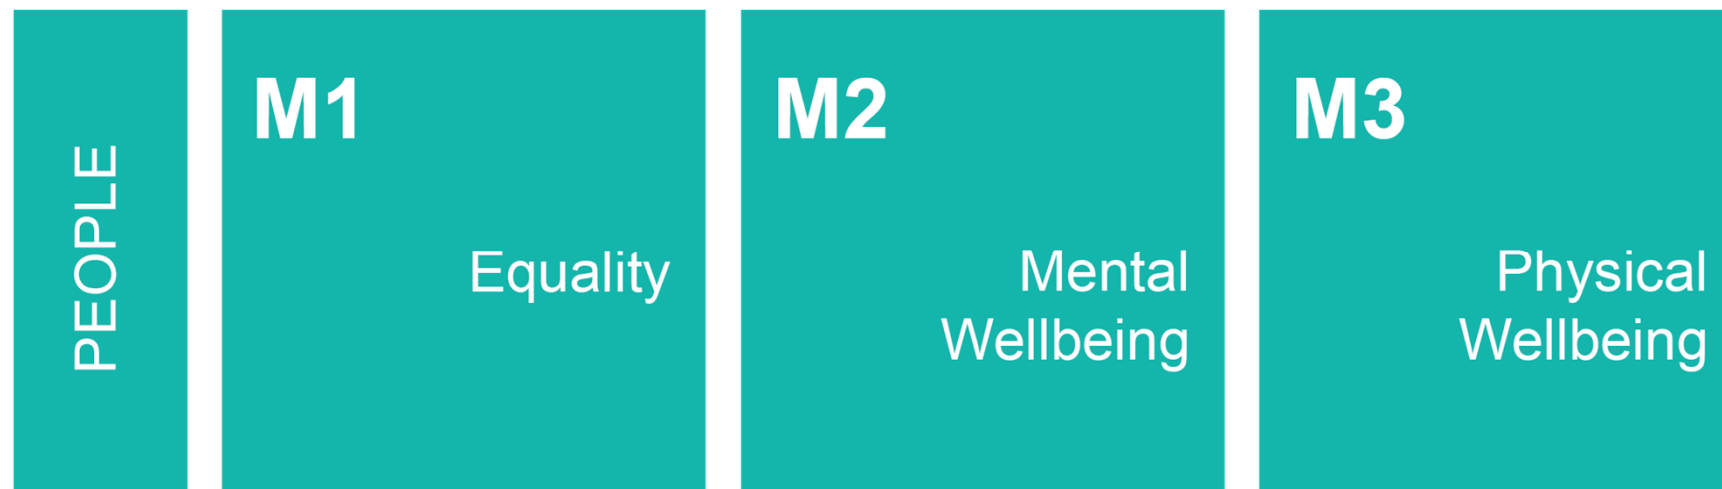 PEOPLE
M1
Equality
M2
Mental
Wellbeing
M3
Physical
Wellbeing